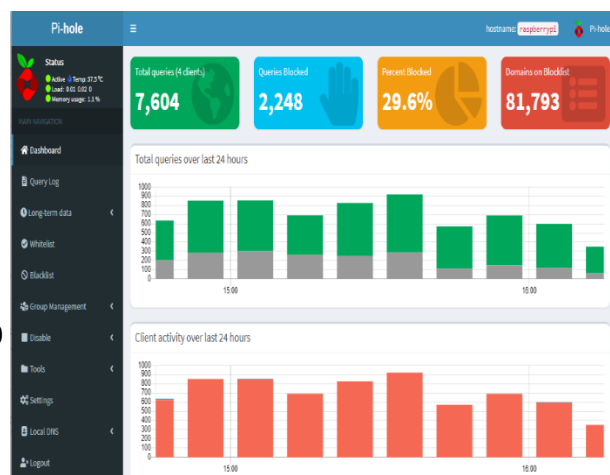 Pi-hole
hostname: raspberrypi
Pi-hole
Status
Active Temp: 37.5 °C
Load: 0.01 0.02 0
Memory usage: 1.1 %
MAIN NAVIGATION
Dashboard
Query Log
Long-term data
Whitelist
Blacklist
Group Management
Disable
Tools
Settings
Local DNS
Logout
Total queries (4 clients)
7,604
Queries Blocked
2,248
Percent Blocked
29.6%
Domains on Blocklist
81,793
Total queries over last 24 hours
1000
900
800
700
600
500
400
300
200
100
0
15:00
16:00
Client activity over last 24 hours
1000
900
800
700
600
500
400
300
200
100
0
15:00
16:00